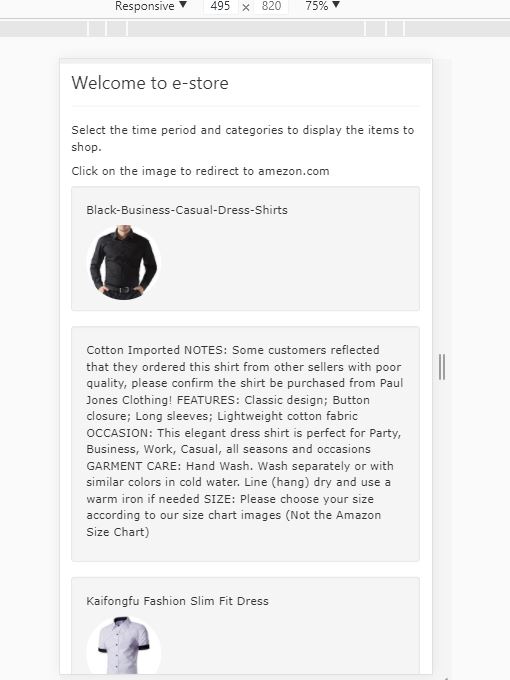 Responsive ▼ 495 × 820 75% ▼
Welcome to e-store
Select the time period and categories to display the items to
shop.
Click on the image to redirect to amezon.com
Black-Business-Casual-Dress-Shirts
Cotton Imported NOTES: Some customers reflected
that they ordered this shirt from other sellers with poor
quality, please confirm the shirt be purchased from Paul
Jones Clothing! FEATURES: Classic design; Button
closure; Long sleeves; Lightweight cotton fabric
OCCASION: This elegant dress shirt is perfect for Party,
Business, Work, Casual, all seasons and occasions
GARMENT CARE: Hand Wash. Wash separately or with
similar colors in cold water. Line (hang) dry and use a
warm iron if needed SIZE: Please choose your size
according to our size chart images (Not the Amazon
Size Chart)
Kaifongfu Fashion Slim Fit Dress